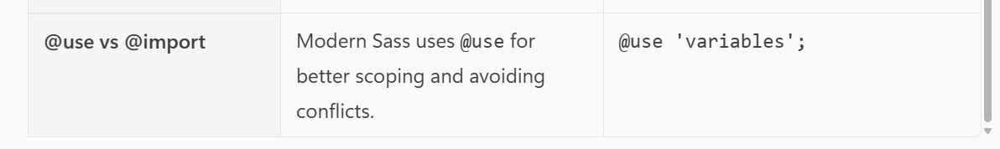 @use vs @import
Modern Sass uses @use for
better scoping and avoiding
conflicts.
@use 'variables';